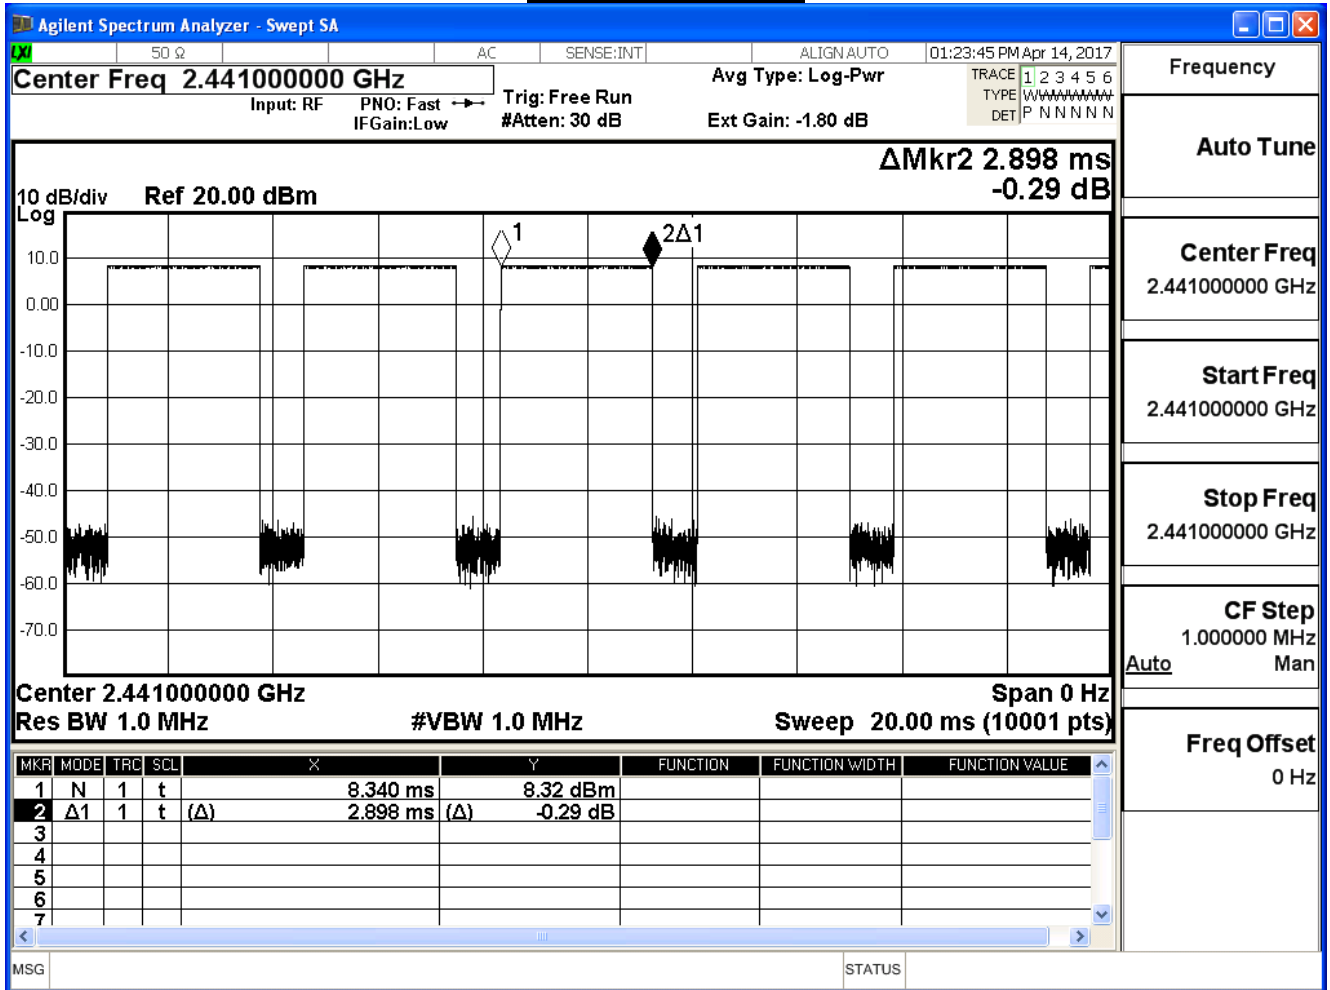 Agilent Spectrum Analyzer - Swept SA
LXI 50 Ω AC SENSE:INT ALIGN AUTO 01:23:45 PM Apr 14, 2017
Center Freq 2.441000000 GHz
Input: RF PNO: Fast IFGain:Low
Trig: Free Run
#Atten: 30 dB
Avg Type: Log-Pwr
Ext Gain: -1.80 dB
TRACE 1 2 3 4 5 6
TYPE WWWWWW
DET P N N N N N
ΔMkr2 2.898 ms
-0.29 dB
10 dB/div Ref 20.00 dBm
Log
1
2Δ1
10.0
0.00
-10.0
-20.0
-30.0
-40.0
-50.0
-60.0
-70.0
Center 2.441000000 GHz Span 0 Hz
Res BW 1.0 MHz #VBW 1.0 MHz Sweep 20.00 ms (10001 pts)
MKR MODE TRC SCL X Y FUNCTION FUNCTION WIDTH FUNCTION VALUE
1 N 1 t 8.340 ms 8.32 dBm
2 Δ1 1 t (Δ) 2.898 ms (Δ) -0.29 dB
3
4
5
6
7
MSG STATUS
Frequency
Auto Tune
Center Freq
2.441000000 GHz
Start Freq
2.441000000 GHz
Stop Freq
2.441000000 GHz
CF Step
1.000000 MHz
Auto Man
Freq Offset
0 Hz